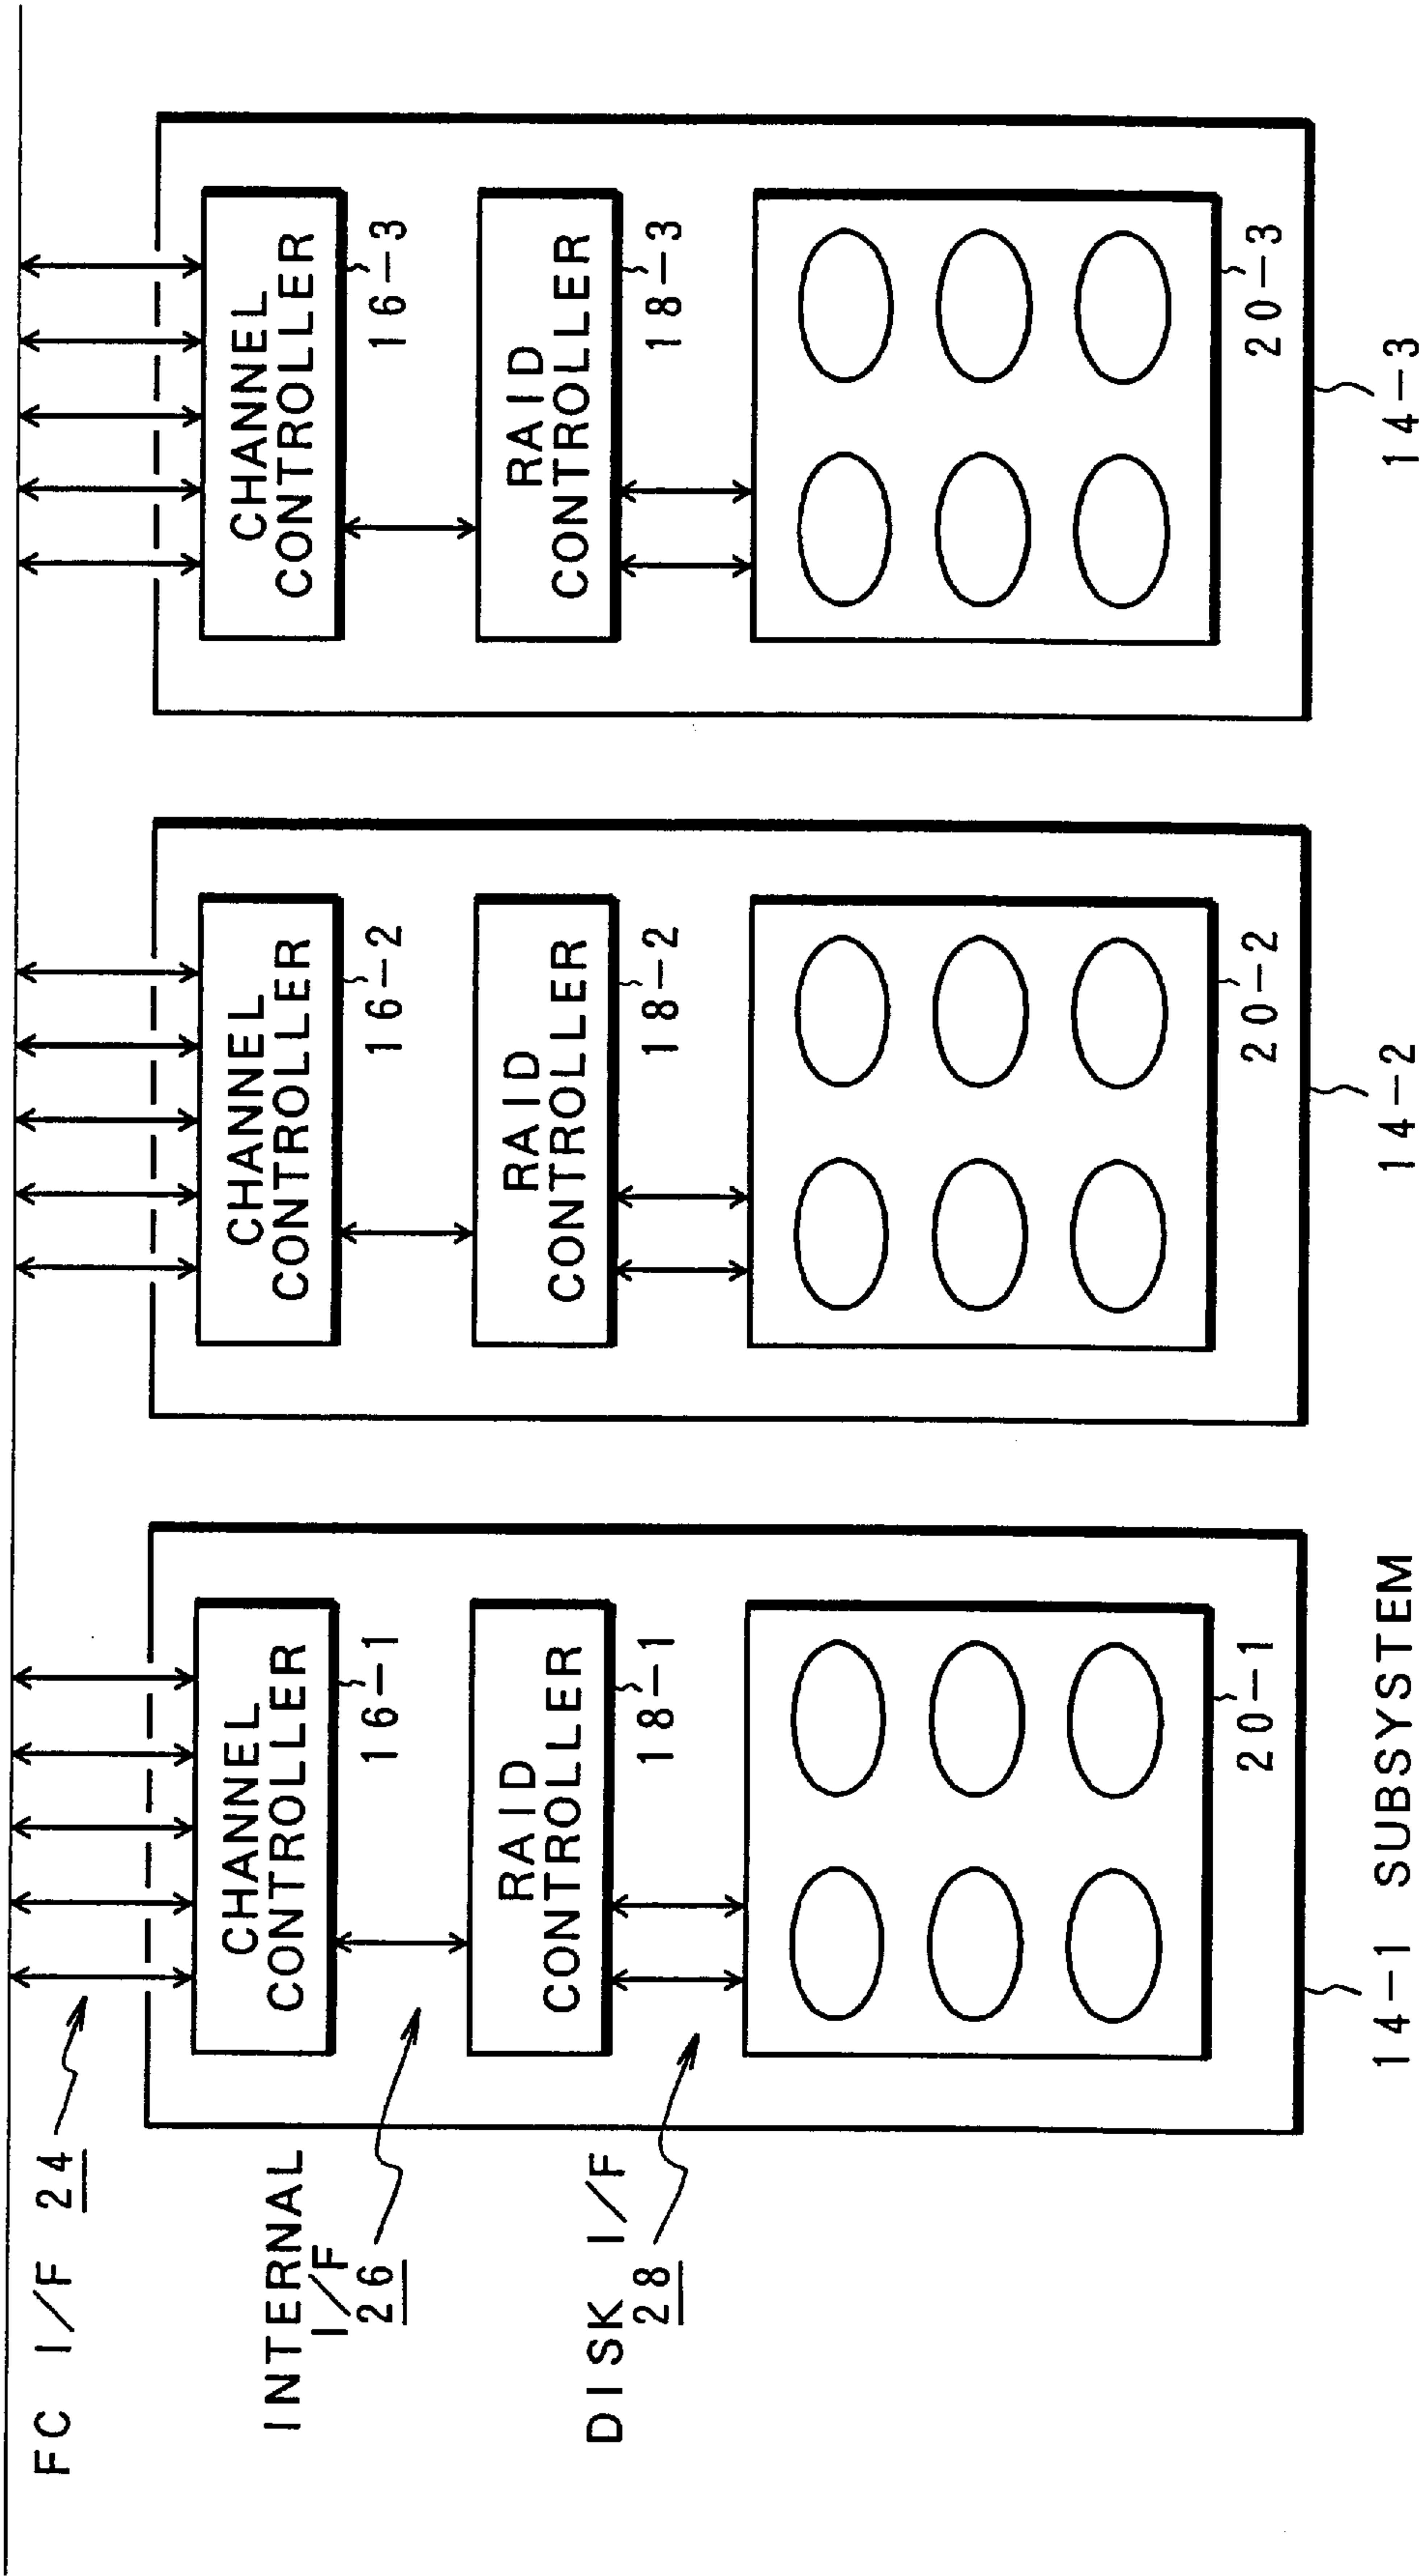 FC I/F 24
INTERNAL
I/F
26
DISK I/F
28
CHANNEL
CONTROLLER
16-1
RAID
CONTROLLER
18-1
20-1
14-1 SUBSYSTEM
CHANNEL
CONTROLLER
16-2
RAID
CONTROLLER
18-2
20-2
14-2
CHANNEL
CONTROLLER
16-3
RAID
CONTROLLER
18-3
20-3
14-3